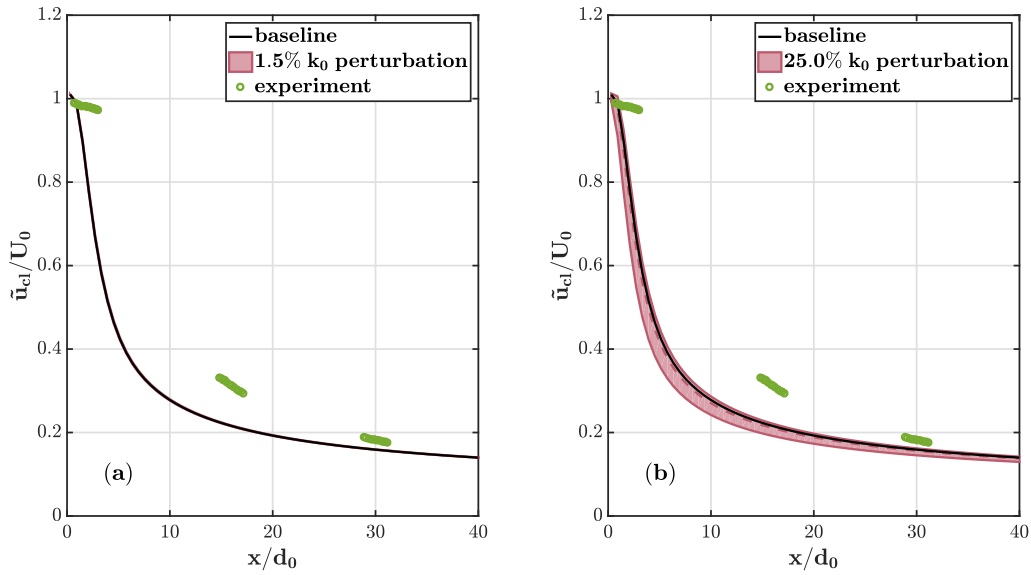 baseline
1.5% k₀ perturbation
experiment
1.2
1
0.8
0.6
0.4
0.2
0
ũcl/U₀
(a)
0 10 20 30 40
x/d₀
baseline
25.0% k₀ perturbation
experiment
1.2
1
0.8
0.6
0.4
0.2
0
ũcl/U₀
(b)
0 10 20 30 40
x/d₀